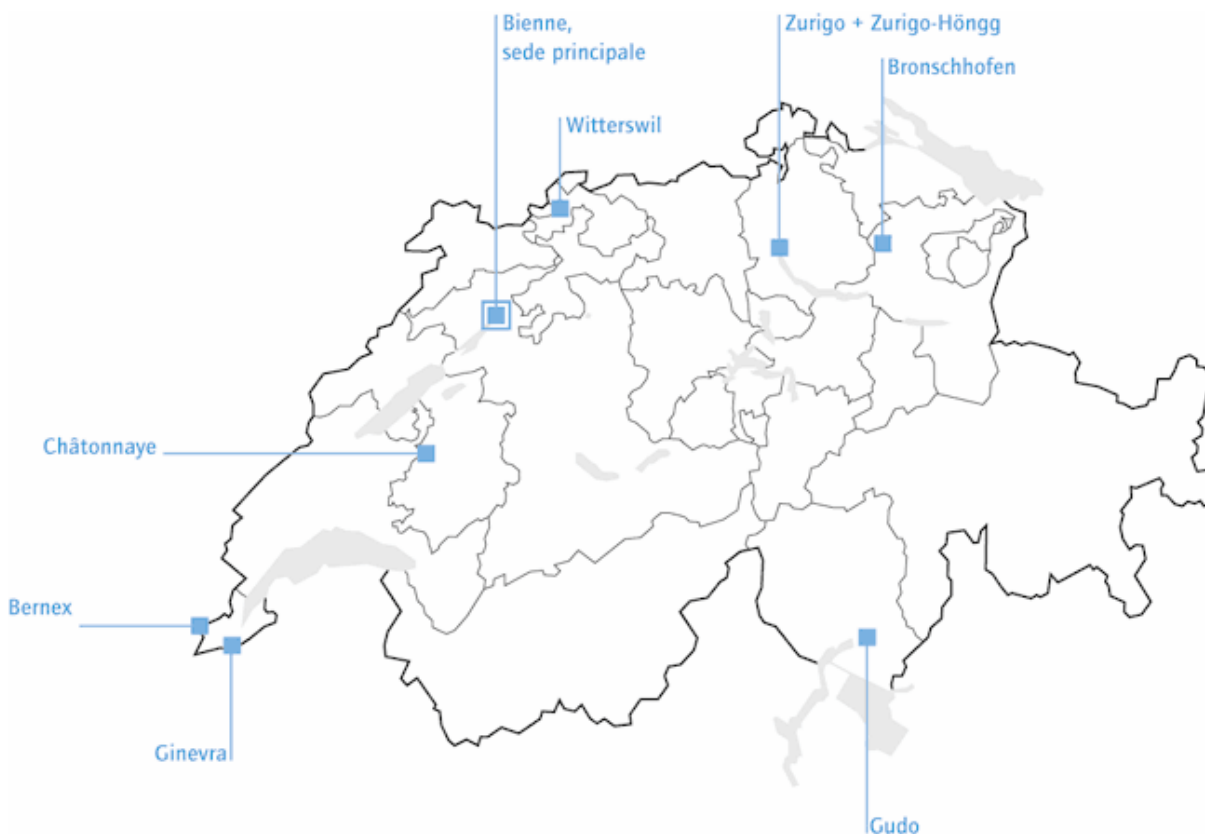 Bienne,
sede principale
Zurigo + Zurigo-Höngg
Bronschhofen
Witterswil
Châtonnaye
Bernex
Ginevra
Gudo